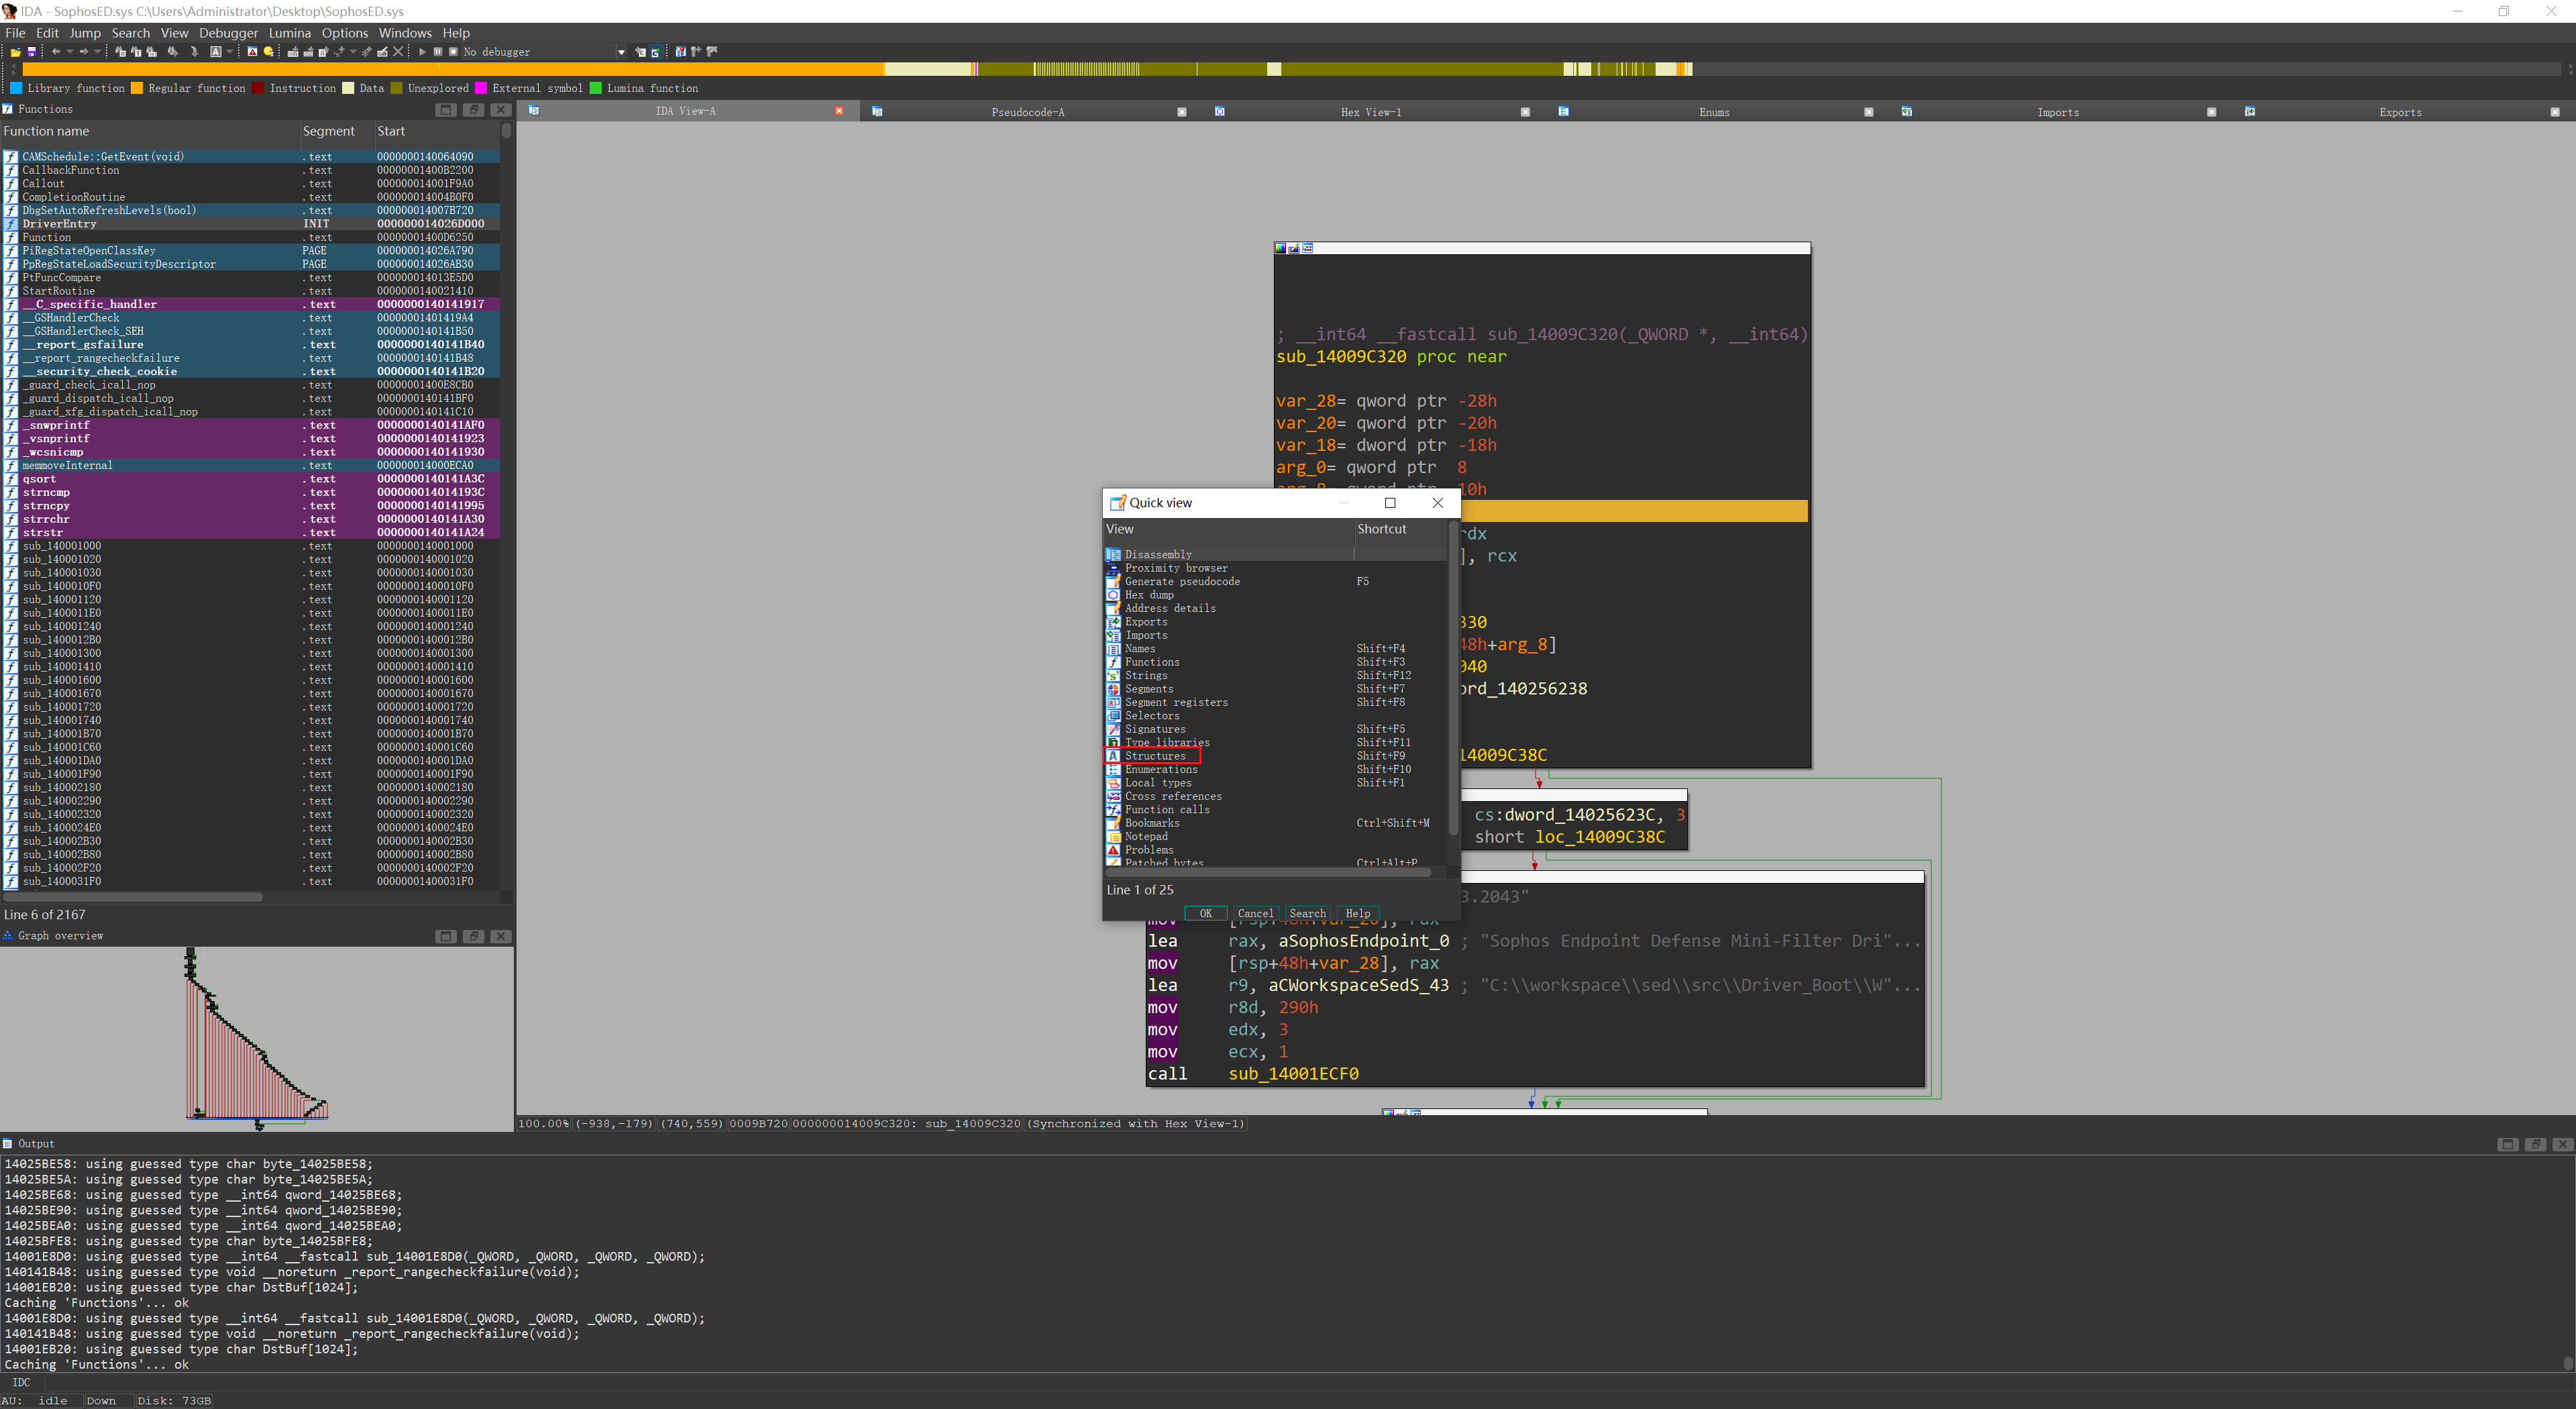 IDA - SophosED.sys C:\Users\Administrator\Desktop\SophosED.sys
File Edit Jump Search View Debugger Lumina Options Windows Help
No debugger
Library function Regular function Instruction Data Unexplored External symbol Lumina function
Functions
Function name Segment Start
CAMSchedule::GetEvent(void) .text 0000000140064090
CallbackFunction .text 00000001400B2200
Callout .text 000000014001F9A0
CompletionRoutine .text 000000014004B0F0
DbgSetAutoRefreshLevels(bool) .text 000000014007B720
DriverEntry INIT 000000014026D000
Function .text 00000001400D6250
PiRegStateOpenClassKey PAGE 000000014026A790
PpRegStateLoadSecurityDescriptor PAGE 000000014026AB30
PtFuncCompare .text 000000014013E5D0
StartRoutine .text 0000000140021410
__C_specific_handler .text 0000000140141917
__GSHandlerCheck .text 00000001401419A4
__GSHandlerCheck_SEH .text 0000000140141B50
__report_gsfailure .text 0000000140141B40
__report_rangecheckfailure .text 0000000140141B48
__security_check_cookie .text 0000000140141B20
_guard_check_icall_nop .text 00000001400E8CB0
_guard_dispatch_icall_nop .text 0000000140141BF0
_guard_xfg_dispatch_icall_nop .text 0000000140141C10
_snwprintf .text 0000000140141AF0
_vsnprintf .text 0000000140141923
_wcsnicmp .text 0000000140141930
memmoveInternal .text 000000014000ECA0
qsort .text 0000000140141A3C
strncmp .text 000000014014193C
strncpy .text 0000000140141995
strrchr .text 0000000140141A30
strstr .text 0000000140141A24
sub_140001000 .text 0000000140001000
sub_140001020 .text 0000000140001020
sub_140001030 .text 0000000140001030
sub_1400010F0 .text 00000001400010F0
sub_140001120 .text 0000000140001120
sub_1400011E0 .text 00000001400011E0
sub_140001240 .text 0000000140001240
sub_1400012B0 .text 00000001400012B0
sub_140001300 .text 0000000140001300
sub_140001410 .text 0000000140001410
sub_140001600 .text 0000000140001600
sub_140001670 .text 0000000140001670
sub_140001720 .text 0000000140001720
sub_140001740 .text 0000000140001740
sub_140001B70 .text 0000000140001B70
sub_140001C60 .text 0000000140001C60
sub_140001DA0 .text 0000000140001DA0
sub_140001F90 .text 0000000140001F90
sub_140002180 .text 0000000140002180
sub_140002290 .text 0000000140002290
sub_140002320 .text 0000000140002320
sub_1400024E0 .text 00000001400024E0
sub_140002B30 .text 0000000140002B30
sub_140002B80 .text 0000000140002B80
sub_140002F20 .text 0000000140002F20
sub_1400031F0 .text 00000001400031F0
Line 6 of 2167
Graph overview
IDA View-A Pseudocode-A Hex View-1 Enums Imports Exports
; __int64 __fastcall sub_14009C320(_QWORD *, __int64)
sub_14009C320 proc near
var_28= qword ptr -28h
var_20= qword ptr -20h
var_18= dword ptr -18h
arg_0= qword ptr 8
10h
rdx
], rcx
330
48h+arg_8]
040
ord_140256238
14009C38C
cs:dword_14025623C, 3
short loc_14009C38C
3.2043"
lea rax, aSophosEndpoint_0 ; "Sophos Endpoint Defense Mini-Filter Dri"...
mov [rsp+48h+var_28], rax
lea r9, aCWorkspaceSedS_43 ; "C:\\workspace\\sed\\src\\Driver_Boot\\W"...
mov r8d, 290h
mov edx, 3
mov ecx, 1
call sub_14001ECF0
Quick view
View Shortcut
Disassembly
Proximity browser
Generate pseudocode F5
Hex dump
Address details
Exports
Imports
Names Shift+F4
Functions Shift+F3
Strings Shift+F12
Segments Shift+F7
Segment registers Shift+F8
Selectors
Signatures Shift+F5
Type libraries Shift+F11
Structures Shift+F9
Enumerations Shift+F10
Local types Shift+F1
Cross references
Function calls
Bookmarks Ctrl+Shift+M
Notepad
Problems
Patched bytes Ctrl+Alt+P
Line 1 of 25
OK Cancel Search Help
100.00% (-938,-179) (740,559) 0009B720 000000014009C320: sub_14009C320 (Synchronized with Hex View-1)
Output
14025BE58: using guessed type char byte_14025BE58;
14025BE5A: using guessed type char byte_14025BE5A;
14025BE68: using guessed type __int64 qword_14025BE68;
14025BE90: using guessed type __int64 qword_14025BE90;
14025BEA0: using guessed type __int64 qword_14025BEA0;
14025BFE8: using guessed type char byte_14025BFE8;
14001E8D0: using guessed type __int64 __fastcall sub_14001E8D0(_QWORD, _QWORD, _QWORD, _QWORD);
140141B48: using guessed type void __noreturn _report_rangecheckfailure(void);
14001EB20: using guessed type char DstBuf[1024];
Caching 'Functions'... ok
14001E8D0: using guessed type __int64 __fastcall sub_14001E8D0(_QWORD, _QWORD, _QWORD, _QWORD);
140141B48: using guessed type void __noreturn _report_rangecheckfailure(void);
14001EB20: using guessed type char DstBuf[1024];
Caching 'Functions'... ok
IDC
AU: idle Down Disk: 73GB